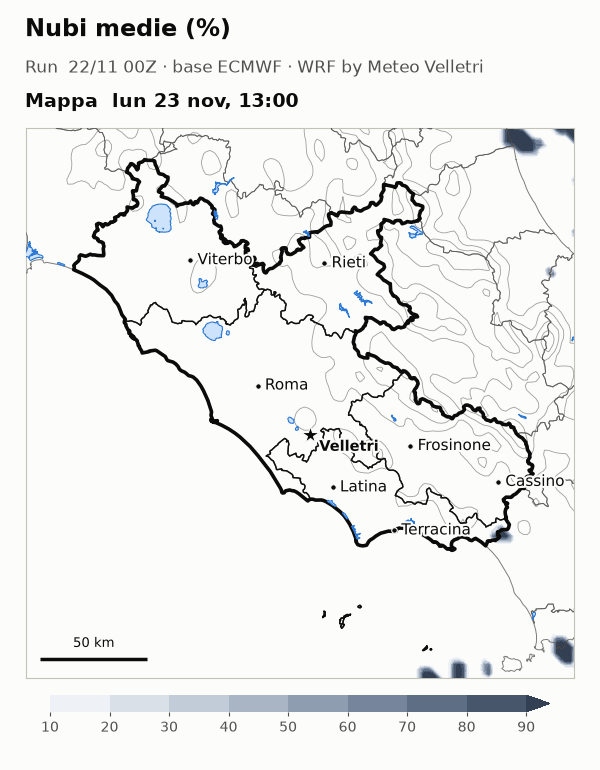 Nubi medie (%)
Run  22/11 00Z · base ECMWF · WRF by Meteo Velletri
Mappa  lun 23 nov, 13:00
Viterbo
Rieti
Roma
Velletri
Frosinone
Latina
Cassino
Terracina
50 km
10 20 30 40 50 60 70 80 90